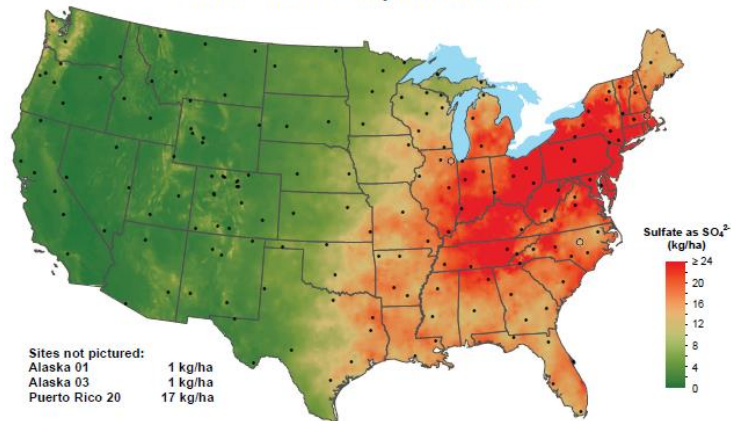 Sulfate as SO₄²⁻
(kg/ha)
≥ 24
20
16
12
8
4
0
Sites not pictured:
Alaska 01 1 kg/ha
Alaska 03 1 kg/ha
Puerto Rico 20 17 kg/ha